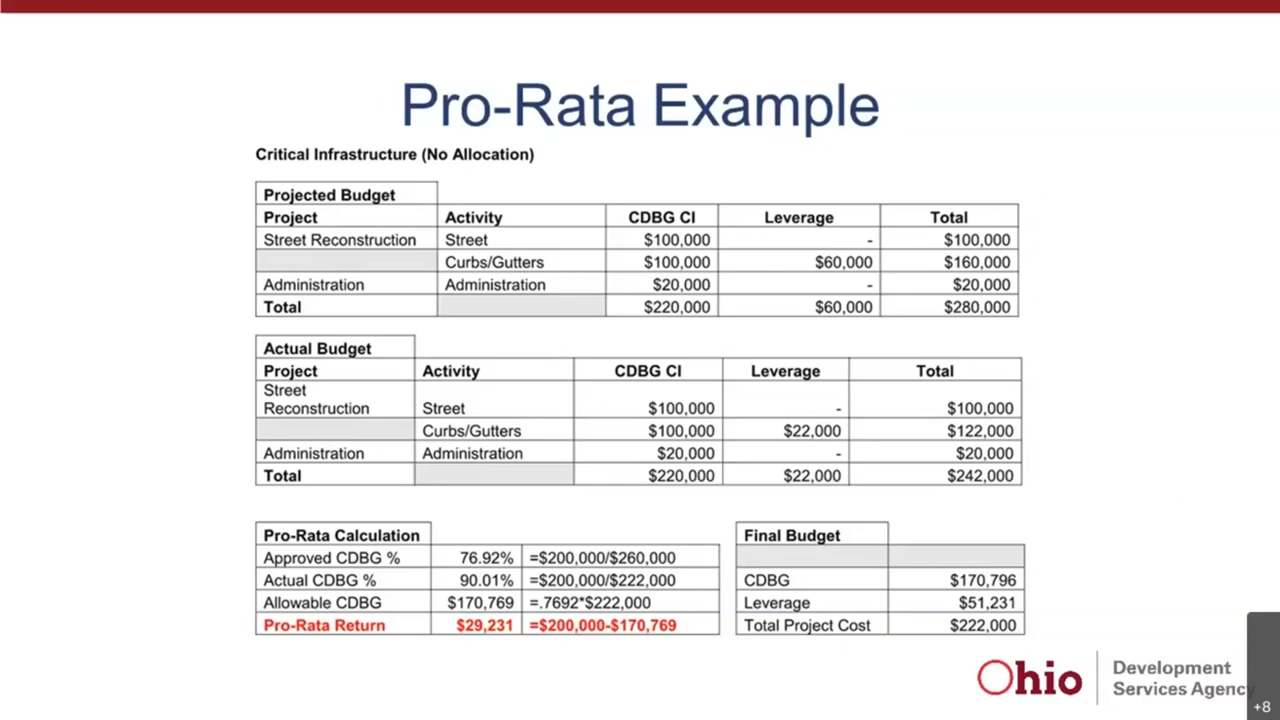 Pro-Rata Example
Critical Infrastructure (No Allocation)
Projected Budget
Project Activity CDBG CI Leverage Total
Street Reconstruction Street $100,000 - $100,000
Curbs/Gutters $100,000 $60,000 $160,000
Administration Administration $20,000 - $20,000
Total $220,000 $60,000 $280,000
Actual Budget
Project Activity CDBG CI Leverage Total
Street
Reconstruction Street $100,000 - $100,000
Curbs/Gutters $100,000 $22,000 $122,000
Administration Administration $20,000 - $20,000
Total $220,000 $22,000 $242,000
Pro-Rata Calculation
Approved CDBG % 76.92% =$200,000/$260,000
Actual CDBG % 90.01% =$200,000/$222,000
Allowable CDBG $170,769 =.7692*$222,000
Pro-Rata Return $29,231 =$200,000-$170,769
Final Budget
CDBG $170,796
Leverage $51,231
Total Project Cost $222,000
Ohio
Development
Services Agency
+8